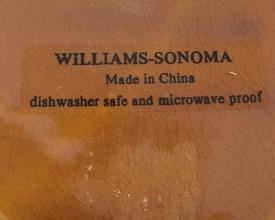 WILLIAMS-SONOMA
Made in China
dishwasher safe and microwave proof